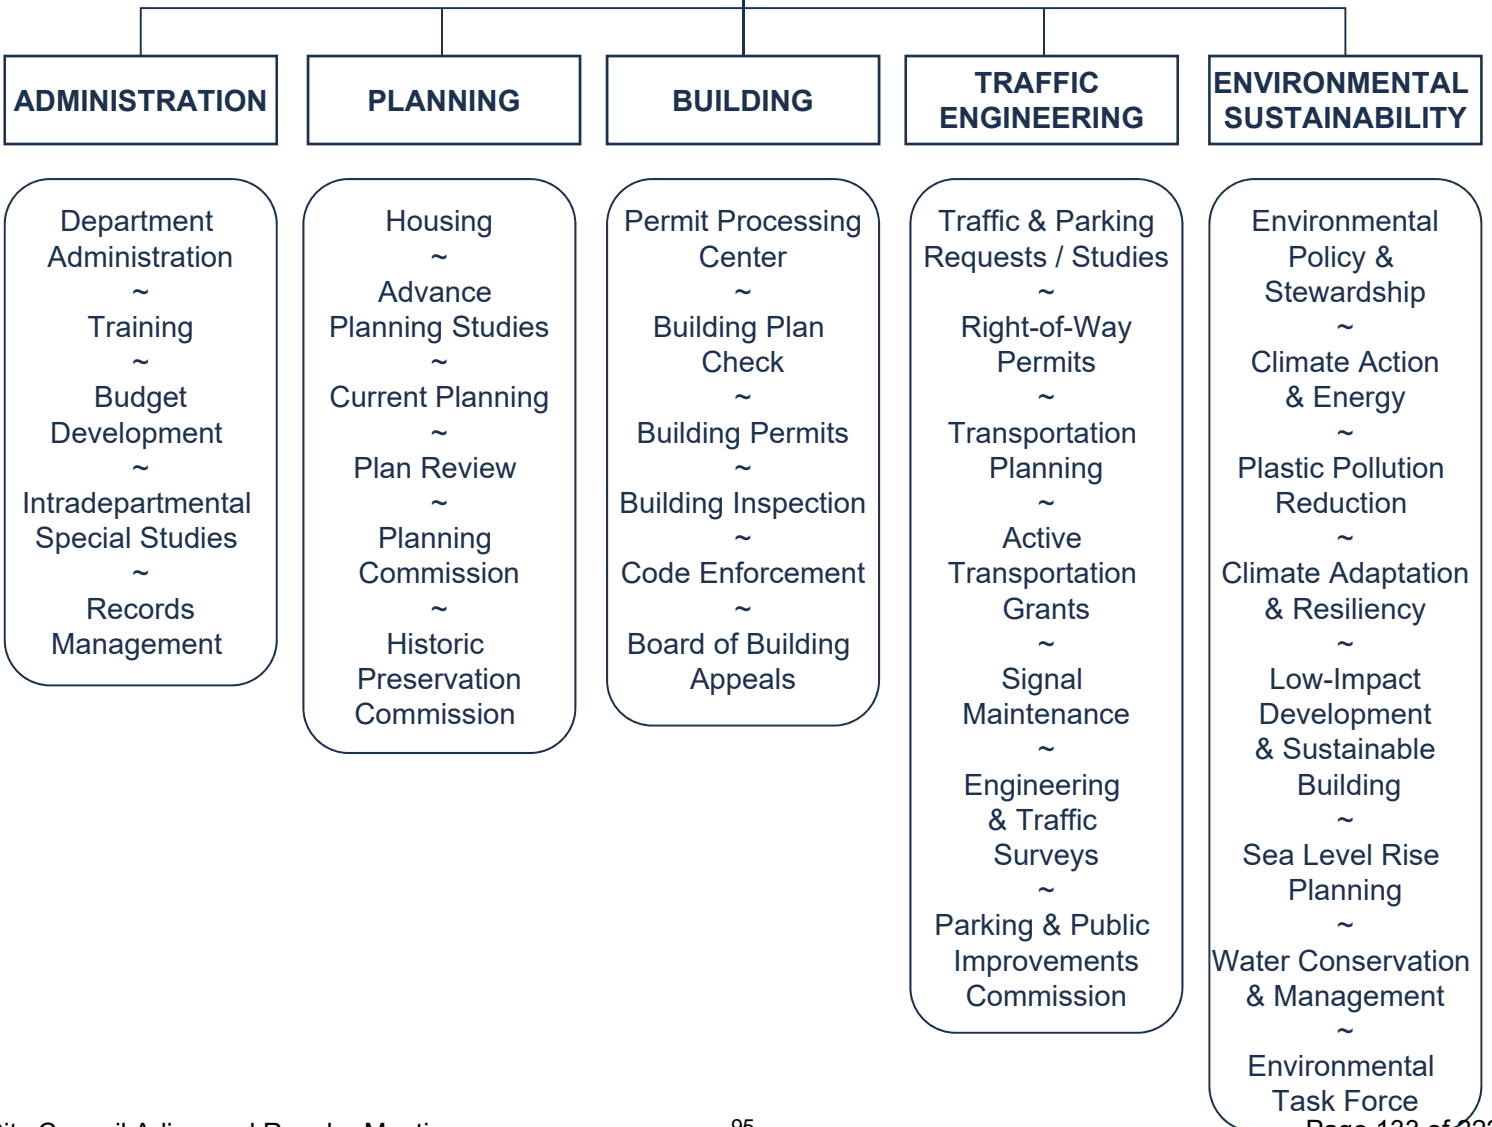 ADMINISTRATION
Department
Administration
~
Training
~
Budget
Development
~
Intradepartmental
Special Studies
~
Records
Management
PLANNING
Housing
~
Advance
Planning Studies
~
Current Planning
~
Plan Review
~
Planning
Commission
~
Historic
Preservation
Commission
BUILDING
Permit Processing
Center
~
Building Plan
Check
~
Building Permits
~
Building Inspection
~
Code Enforcement
~
Board of Building
Appeals
TRAFFIC
ENGINEERING
Traffic & Parking
Requests / Studies
~
Right-of-Way
Permits
~
Transportation
Planning
~
Active
Transportation
Grants
~
Signal
Maintenance
~
Engineering
& Traffic
Surveys
~
Parking & Public
Improvements
Commission
ENVIRONMENTAL
SUSTAINABILITY
Environmental
Policy &
Stewardship
~
Climate Action
& Energy
~
Plastic Pollution
Reduction
~
Climate Adaptation
& Resiliency
~
Low-Impact
Development
& Sustainable
Building
~
Sea Level Rise
Planning
~
Water Conservation
& Management
~
Environmental
Task Force
95
Page 133 of